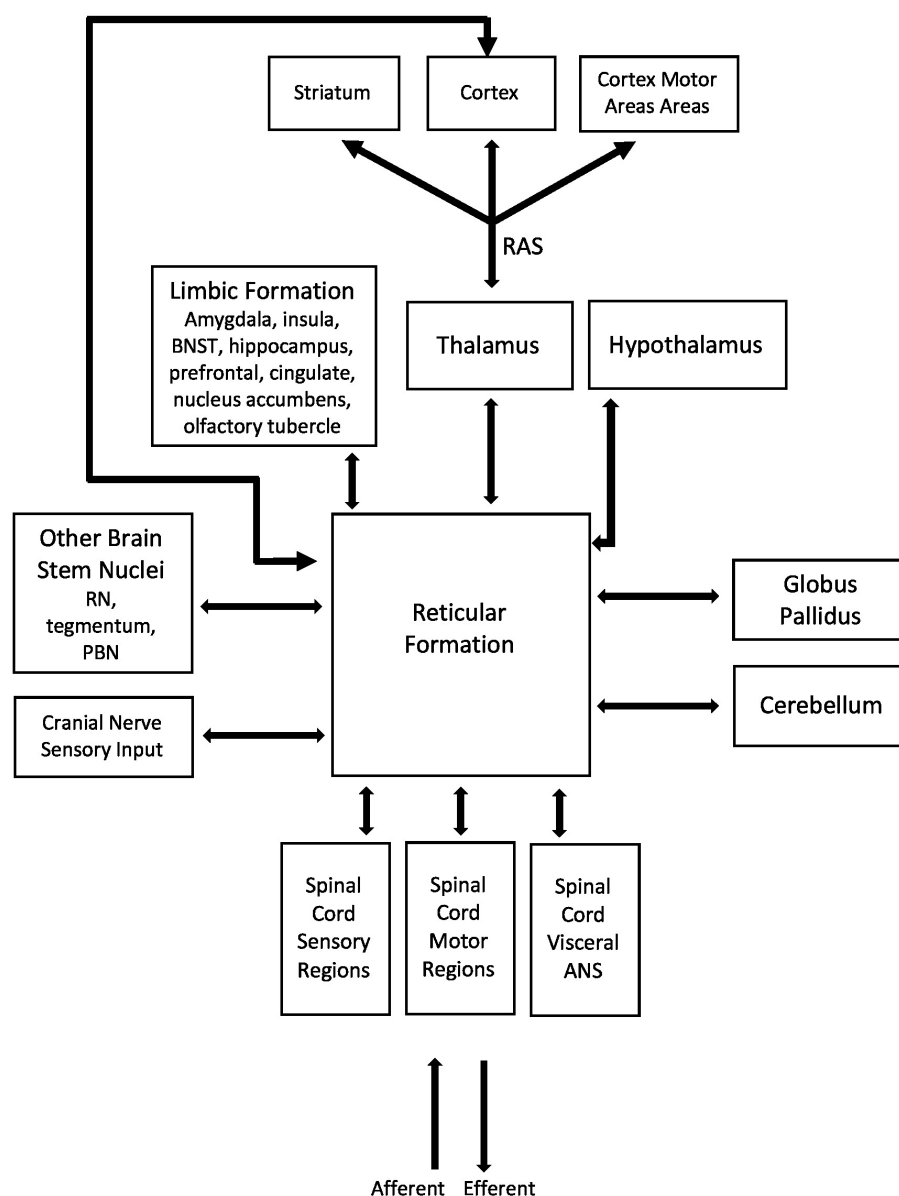 Striatum
Cortex
Cortex Motor
Areas Areas
RAS
Limbic Formation
Amygdala, insula,
BNST, hippocampus,
prefrontal, cingulate,
nucleus accumbens,
olfactory tubercle
Thalamus
Hypothalamus
Other Brain
Stem Nuclei
RN,
tegmentum,
PBN
Reticular
Formation
Globus
Pallidus
Cranial Nerve
Sensory Input
Cerebellum
Spinal
Cord
Sensory
Regions
Spinal
Cord
Motor
Regions
Spinal
Cord
Visceral
ANS
Afferent
Efferent